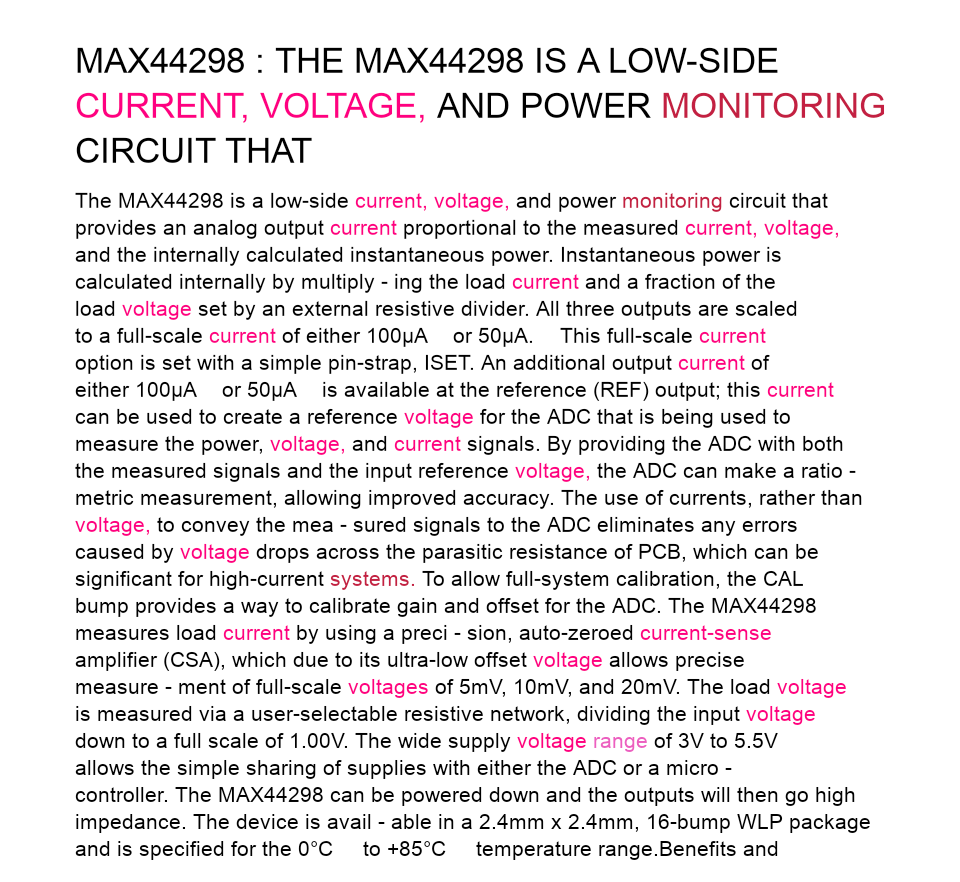 MAX44298 : THE MAX44298 IS A LOW-SIDE
CURRENT, VOLTAGE, AND POWER MONITORING
CIRCUIT THAT
The MAX44298 is a low-side current, voltage, and power monitoring circuit that
provides an analog output current proportional to the measured current, voltage,
and the internally calculated instantaneous power. Instantaneous power is
calculated internally by multiply - ing the load current and a fraction of the
load voltage set by an external resistive divider. All three outputs are scaled
to a full-scale current of either 100µA or 50µA. This full-scale current
option is set with a simple pin-strap, ISET. An additional output current of
either 100µA or 50µA is available at the reference (REF) output; this current
can be used to create a reference voltage for the ADC that is being used to
measure the power, voltage, and current signals. By providing the ADC with both
the measured signals and the input reference voltage, the ADC can make a ratio -
metric measurement, allowing improved accuracy. The use of currents, rather than
voltage, to convey the mea - sured signals to the ADC eliminates any errors
caused by voltage drops across the parasitic resistance of PCB, which can be
significant for high-current systems. To allow full-system calibration, the CAL
bump provides a way to calibrate gain and offset for the ADC. The MAX44298
measures load current by using a preci - sion, auto-zeroed current-sense
amplifier (CSA), which due to its ultra-low offset voltage allows precise
measure - ment of full-scale voltages of 5mV, 10mV, and 20mV. The load voltage
is measured via a user-selectable resistive network, dividing the input voltage
down to a full scale of 1.00V. The wide supply voltage range of 3V to 5.5V
allows the simple sharing of supplies with either the ADC or a micro -
controller. The MAX44298 can be powered down and the outputs will then go high
impedance. The device is avail - able in a 2.4mm x 2.4mm, 16-bump WLP package
and is specified for the 0°C to +85°C temperature range.Benefits and